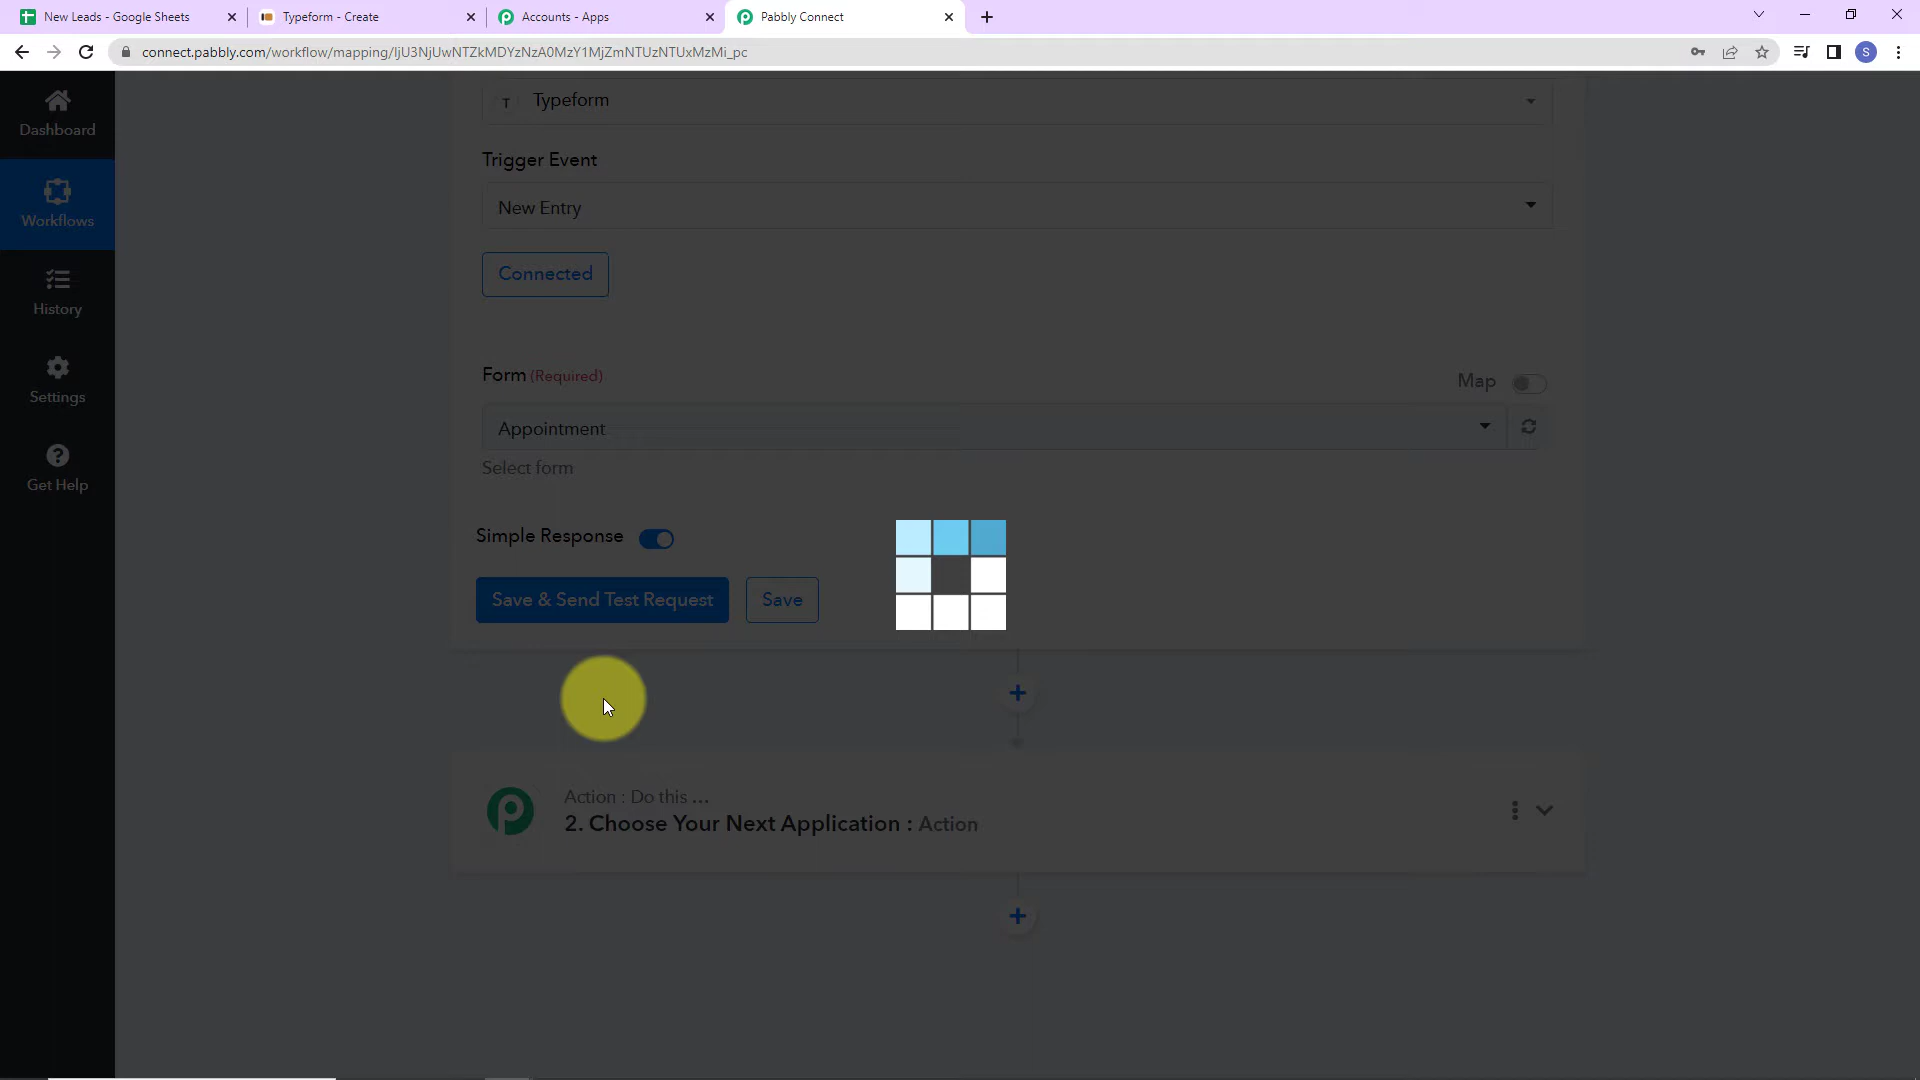 New Leads - Google Sheets
Typeform - Create
Accounts - Apps
Pabbly Connect
connect.pabbly.com/workflow/mapping/IjU3NjUwNTZkMDYzNzA0MzY1MjZmNTUzNTUxMzMi_pc
S
Dashboard
Workflows
History
Settings
Get Help
T Typeform
Trigger Event
New Entry
Connected
Form (Required)
Map
Appointment
Select form
Simple Response
Save & Send Test Request
Save
Action : Do this ...
2. Choose Your Next Application : Action